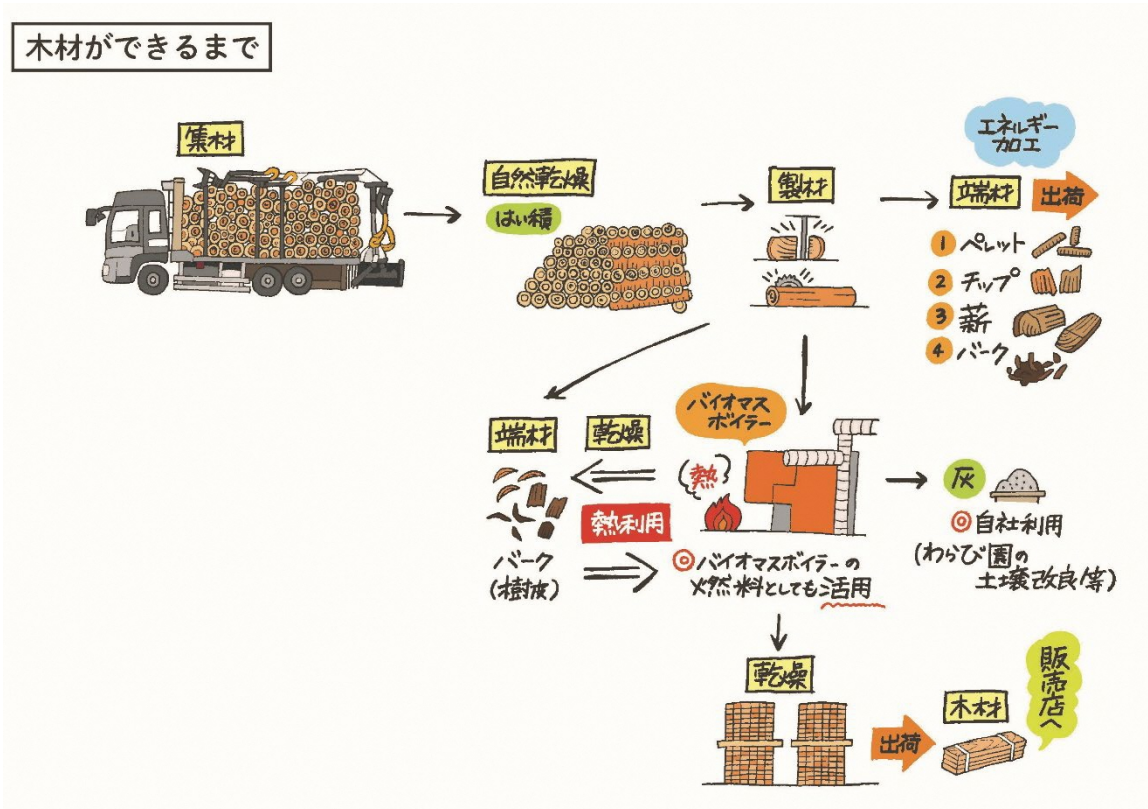 木材ができるまで
集材
自然乾燥
はい積
製材
エネルギー
加工
端材
出荷
1 ペレット
2 チップ
3 薪
4 バーク
端材
乾燥
バイオマス
ボイラー
熱
熱利用
バーク
(樹皮)
◎バイオマスボイラーの
燃料としても活用
灰
◎自社利用
(わらび園の
土壌改良/等)
乾燥
出荷
木材
販売店へ